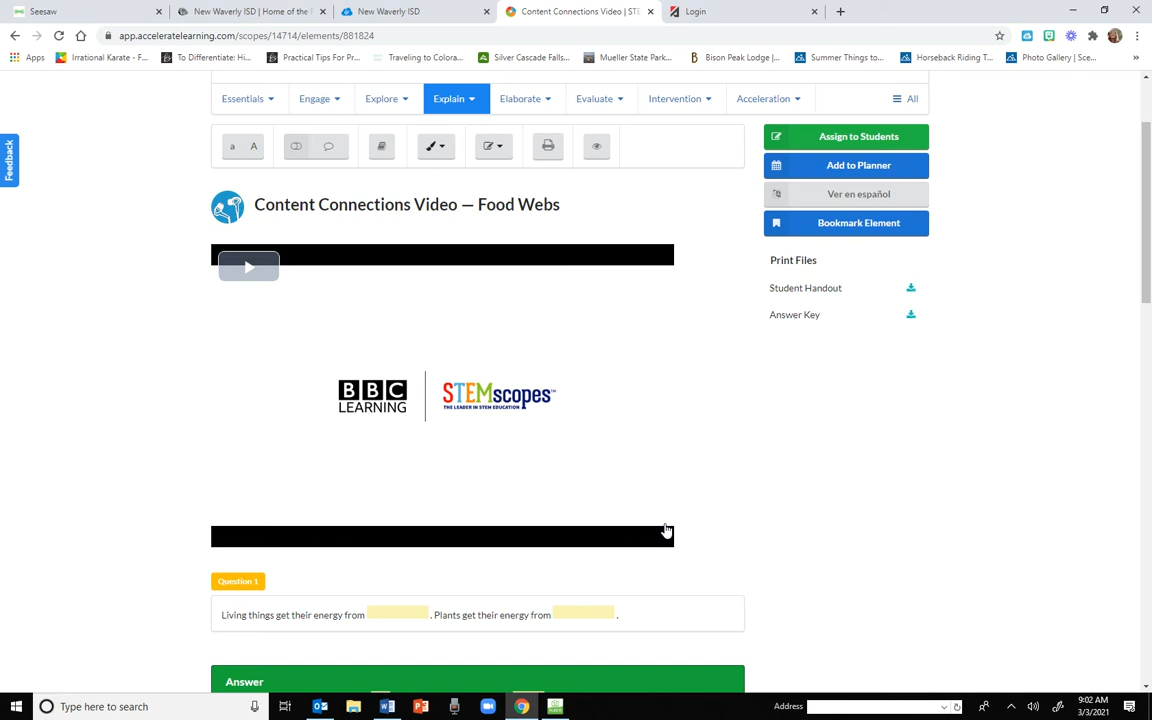 Seesaw
New Waverly ISD | Home of the F
New Waverly ISD
Content Connections Video | STE
Login
app.acceleratelearning.com/scopes/14714/elements/881824
Apps
Irrational Karate - F...
To Differentiate: Hi...
Practical Tips For Pr...
Traveling to Colora...
Silver Cascade Falls...
Mueller State Park...
Bison Peak Lodge |...
Summer Things to...
Horseback Riding T...
Photo Gallery | Sce...
Feedback
Essentials
Engage
Explore
Explain
Elaborate
Evaluate
Intervention
Acceleration
All
a A
Assign to Students
Add to Planner
Ver en español
Bookmark Element
Print Files
Student Handout
Answer Key
Content Connections Video — Food Webs
BBC LEARNING
STEMscopes™
THE LEADER IN STEM EDUCATION
Question 1
Living things get their energy from . Plants get their energy from .
Answer
Type here to search
Address
9:02 AM
3/3/2021